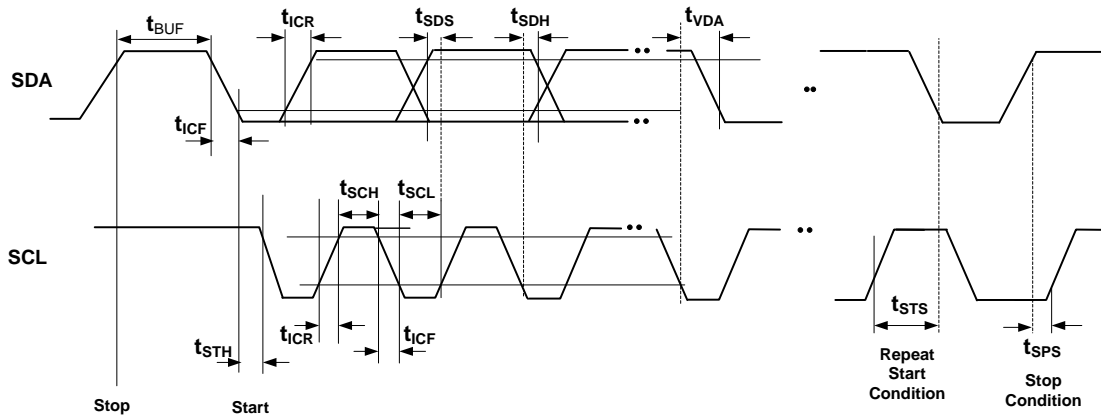 tBUF
tICR
tSDS
tSDH
tVDA
SDA
tICF
tSCH
tSCL
SCL
tICR
tICF
tSTH
tSTS
tSPS
Stop
Start
Repeat
Start
Condition
Stop
Condition